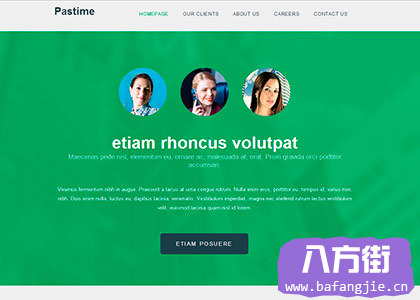 Pastime
HOMEPAGE OUR CLIENTS ABOUT US CAREERS CONTACT US
etiam rhoncus volutpat
Maecenas pede nisl, elementum eu, ornare ac, malesuada at, erat. Proin gravida orci porttitor
accumsan.
Vivamus fermentum nibh in augue. Praesent a lacus at urna congue rutrum. Nulla enim eros, porttitor eu, tempus id, varius non,
nibh. Duis enim nulla, luctus eu, dapibus lacinia, venenatis. Vestibulum imperdiet, magna nec eleifend rutrum lectus vestibulum
velit, euismod lacinia quam nisl id lorem.
ETIAM POSUERE
八方街
www.bafangjie.cn